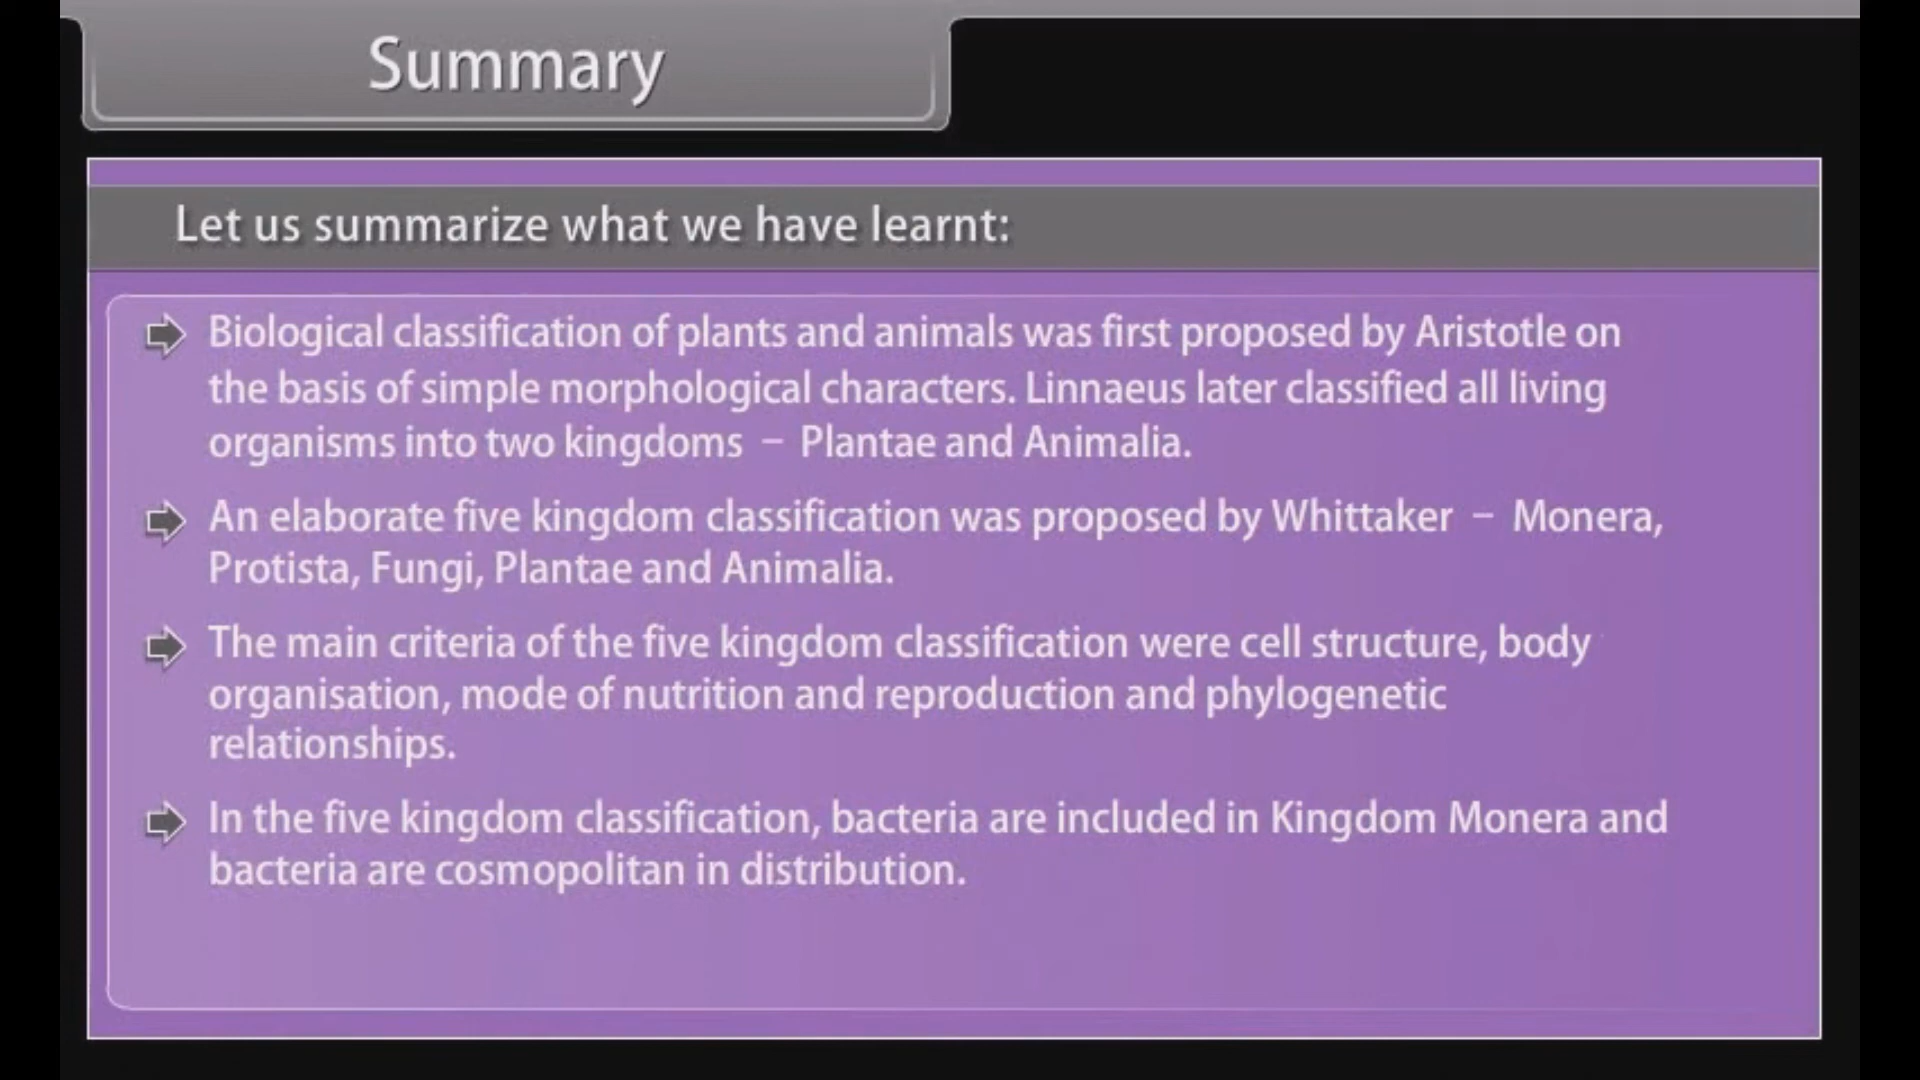 Summary
Let us summarize what we have learnt:
Biological classification of plants and animals was first proposed by Aristotle on
the basis of simple morphological characters. Linnaeus later classified all living
organisms into two kingdoms – Plantae and Animalia.
An elaborate five kingdom classification was proposed by Whittaker – Monera,
Protista, Fungi, Plantae and Animalia.
The main criteria of the five kingdom classification were cell structure, body
organisation, mode of nutrition and reproduction and phylogenetic
relationships.
In the five kingdom classification, bacteria are included in Kingdom Monera and
bacteria are cosmopolitan in distribution.